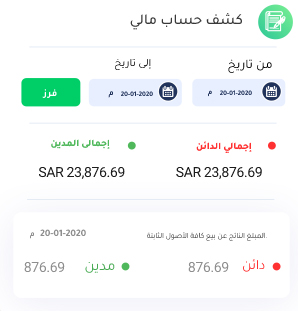 كشف حساب مالي
من تاريخ
إلى تاريخ
20-01-2020 م
20-01-2020 م
فرز
إجمالي الدائن
إجمالى المدين
SAR 23,876.69
SAR 23,876.69
المبلغ الناتج عن بيع كافة الأصول الثابتة.
20-01-2020 م
دائن
876.69
مدين
876.69